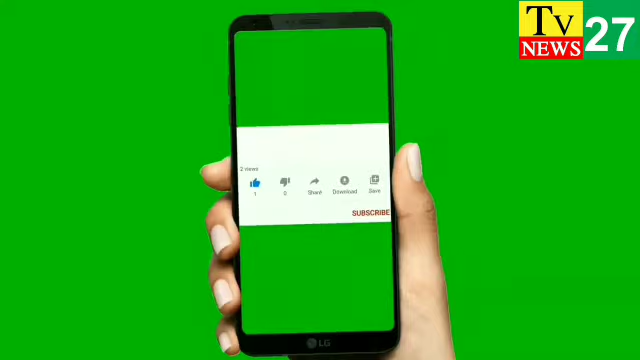 Tv
NEWS
27
2 views
1
0
Share
Download
Save
SUBSCRIBE
LG